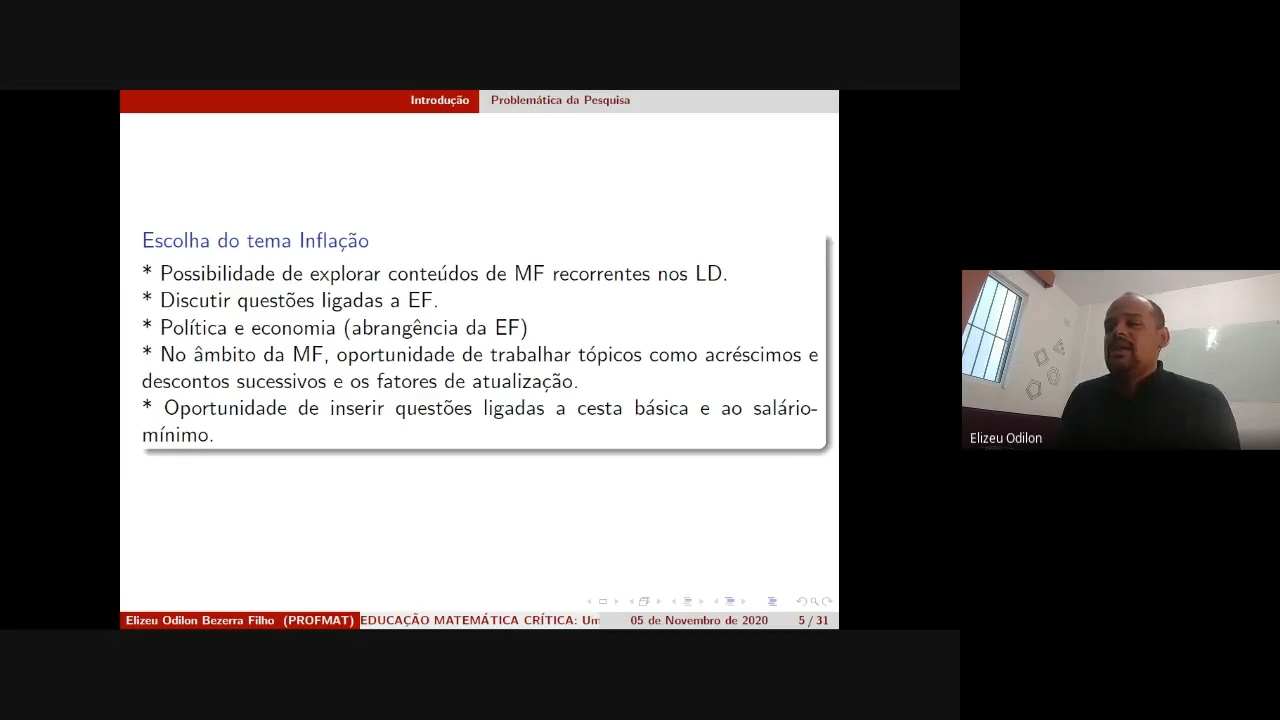 Introdução Problemática da Pesquisa
Escolha do tema Inflação
* Possibilidade de explorar conteúdos de MF recorrentes nos LD.
* Discutir questões ligadas a EF.
* Política e economia (abrangência da EF)
* No âmbito da MF, oportunidade de trabalhar tópicos como acréscimos e
descontos sucessivos e os fatores de atualização.
* Oportunidade de inserir questões ligadas a cesta básica e ao salário-
mínimo.
Elizeu Odilon
Elizeu Odilon Bezerra Filho (PROFMAT) EDUCAÇÃO MATEMÁTICA CRÍTICA: Um 05 de Novembro de 2020 5 / 31